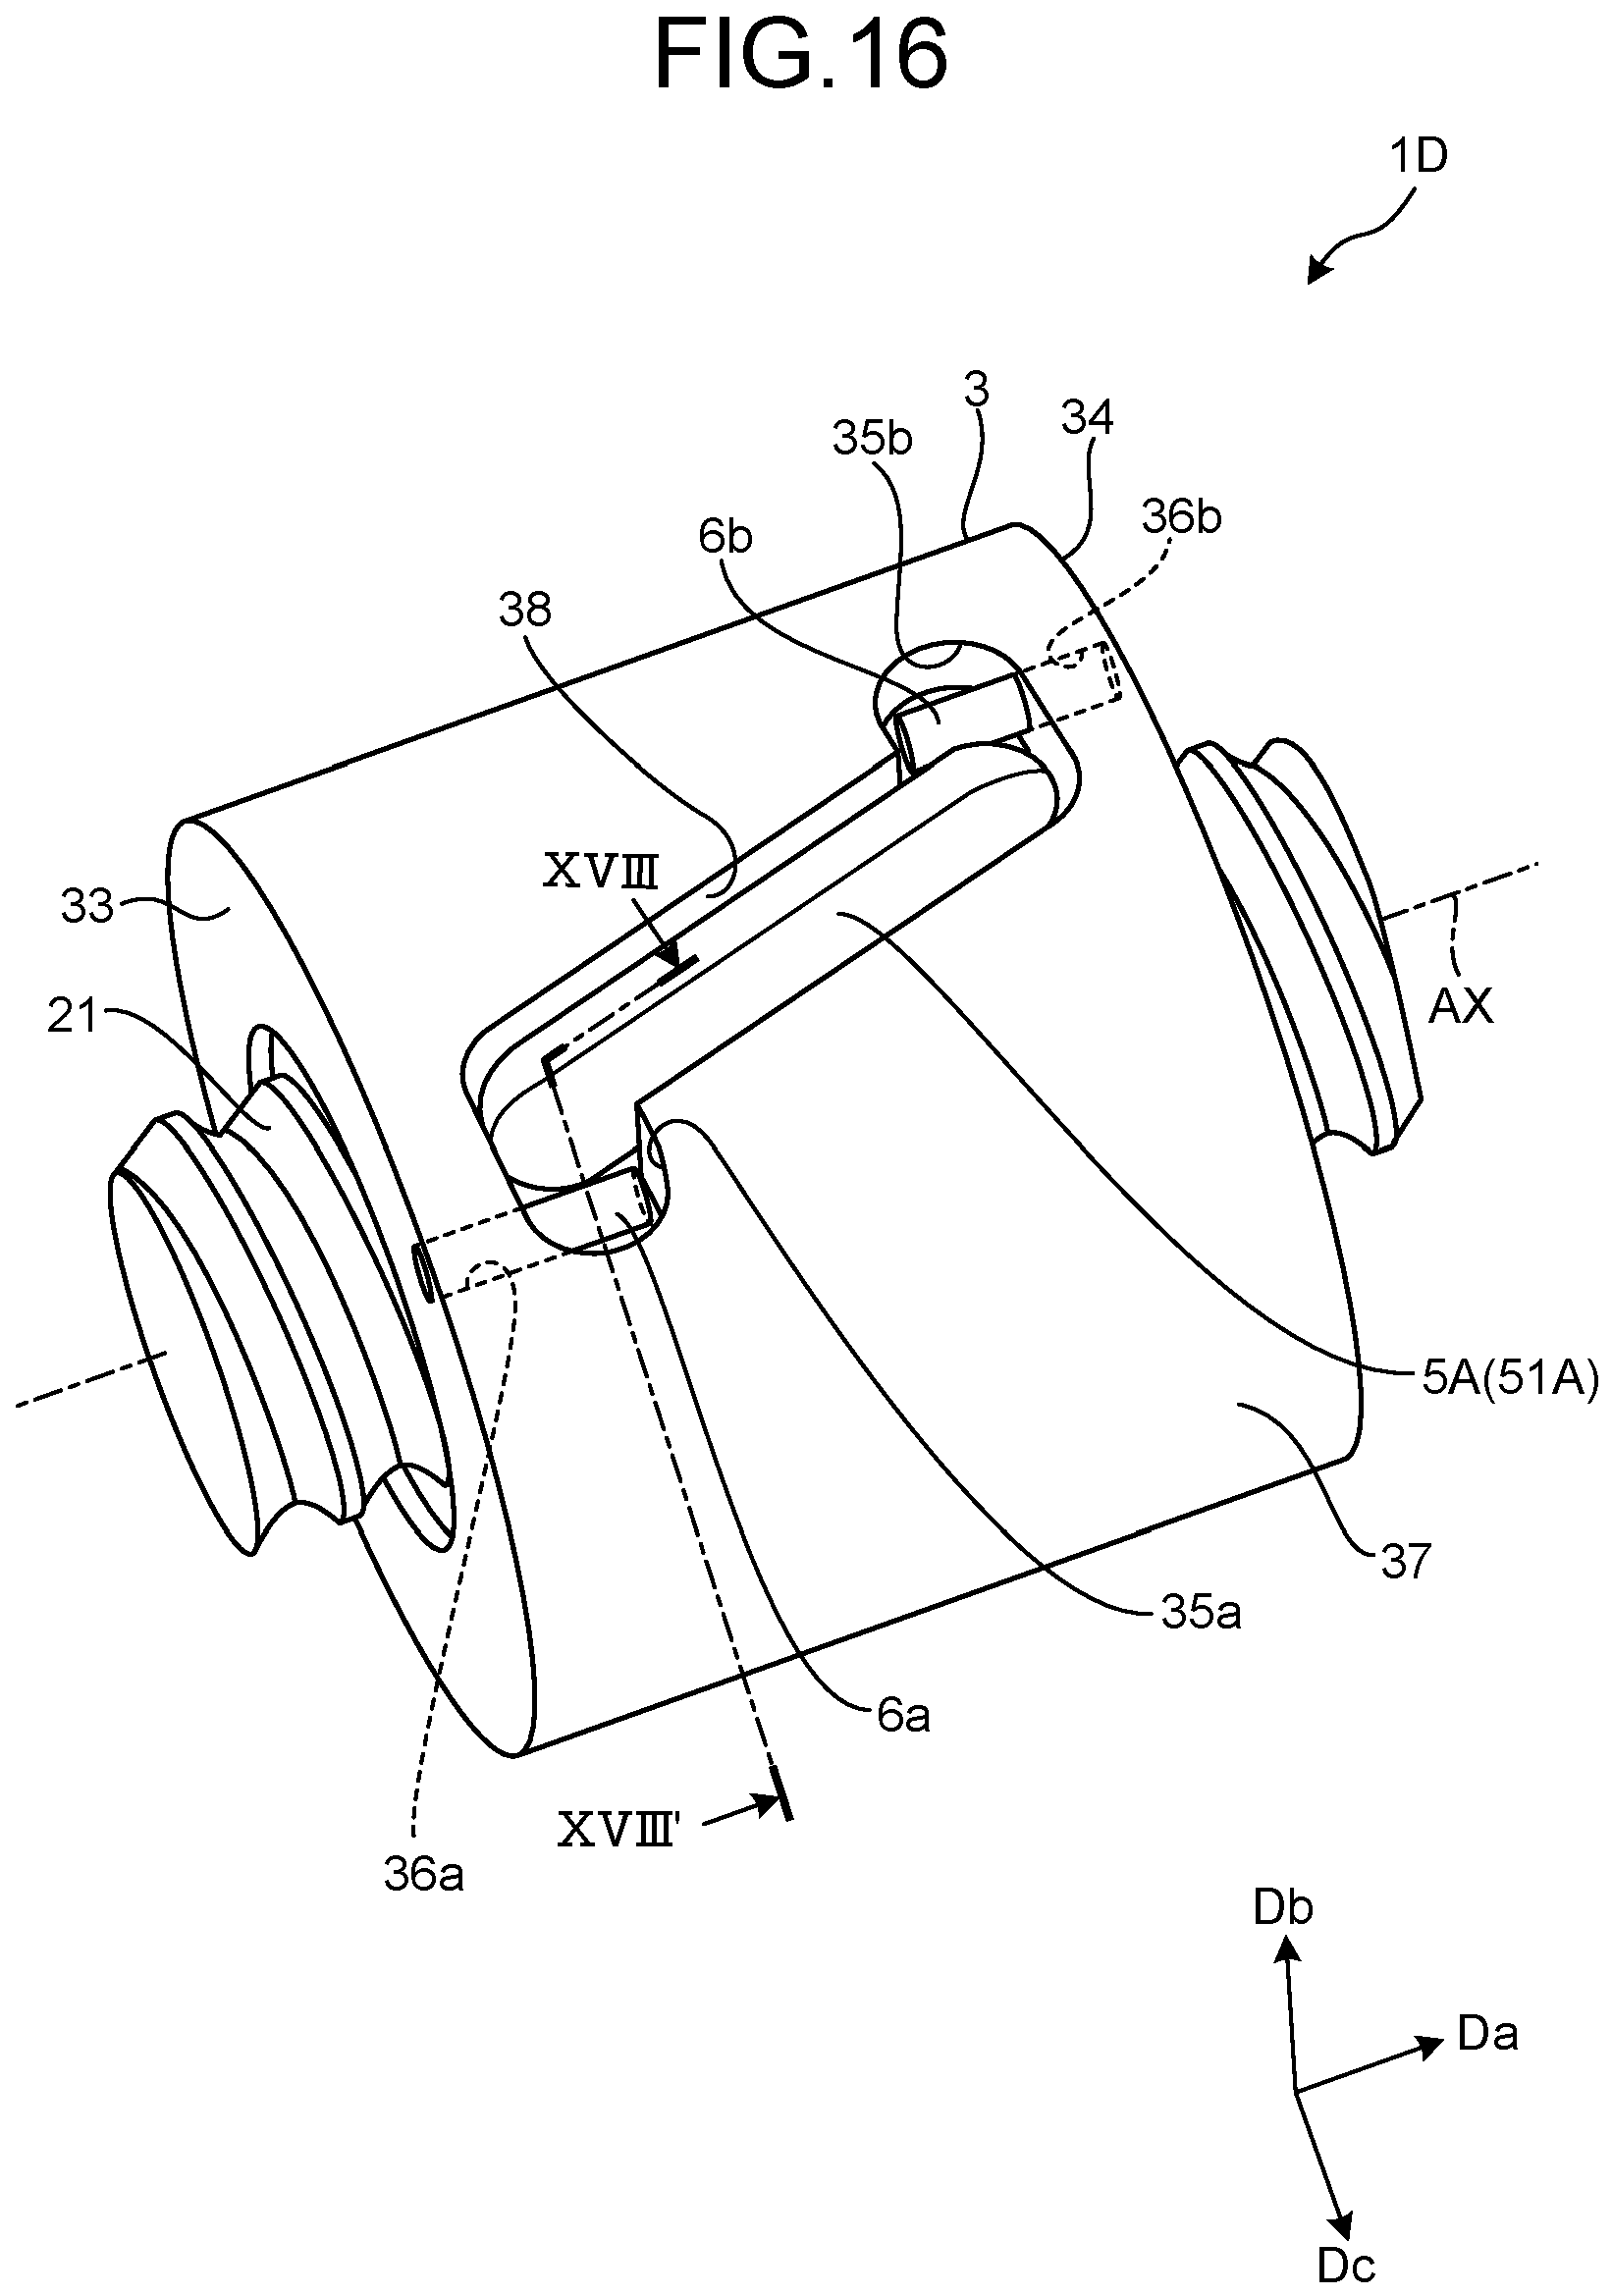 FIG.16
1D
3
34
35b
36b
6b
38
XVIII
33
21
AX
5A(51A)
37
35a
6a
XVIII'
36a
Db
Da
Dc